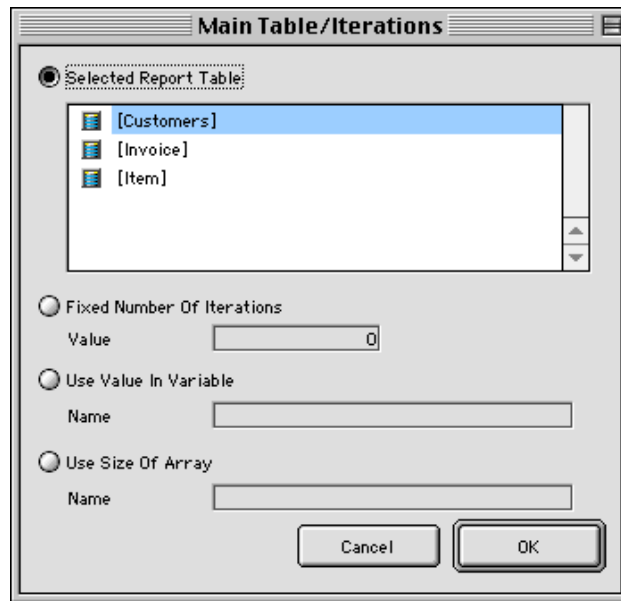 Main Table/Iterations
Selected Report Table
[Customers]
[Invoice]
[Item]
Fixed Number Of Iterations
Value 0
Use Value In Variable
Name
Use Size Of Array
Name
Cancel OK